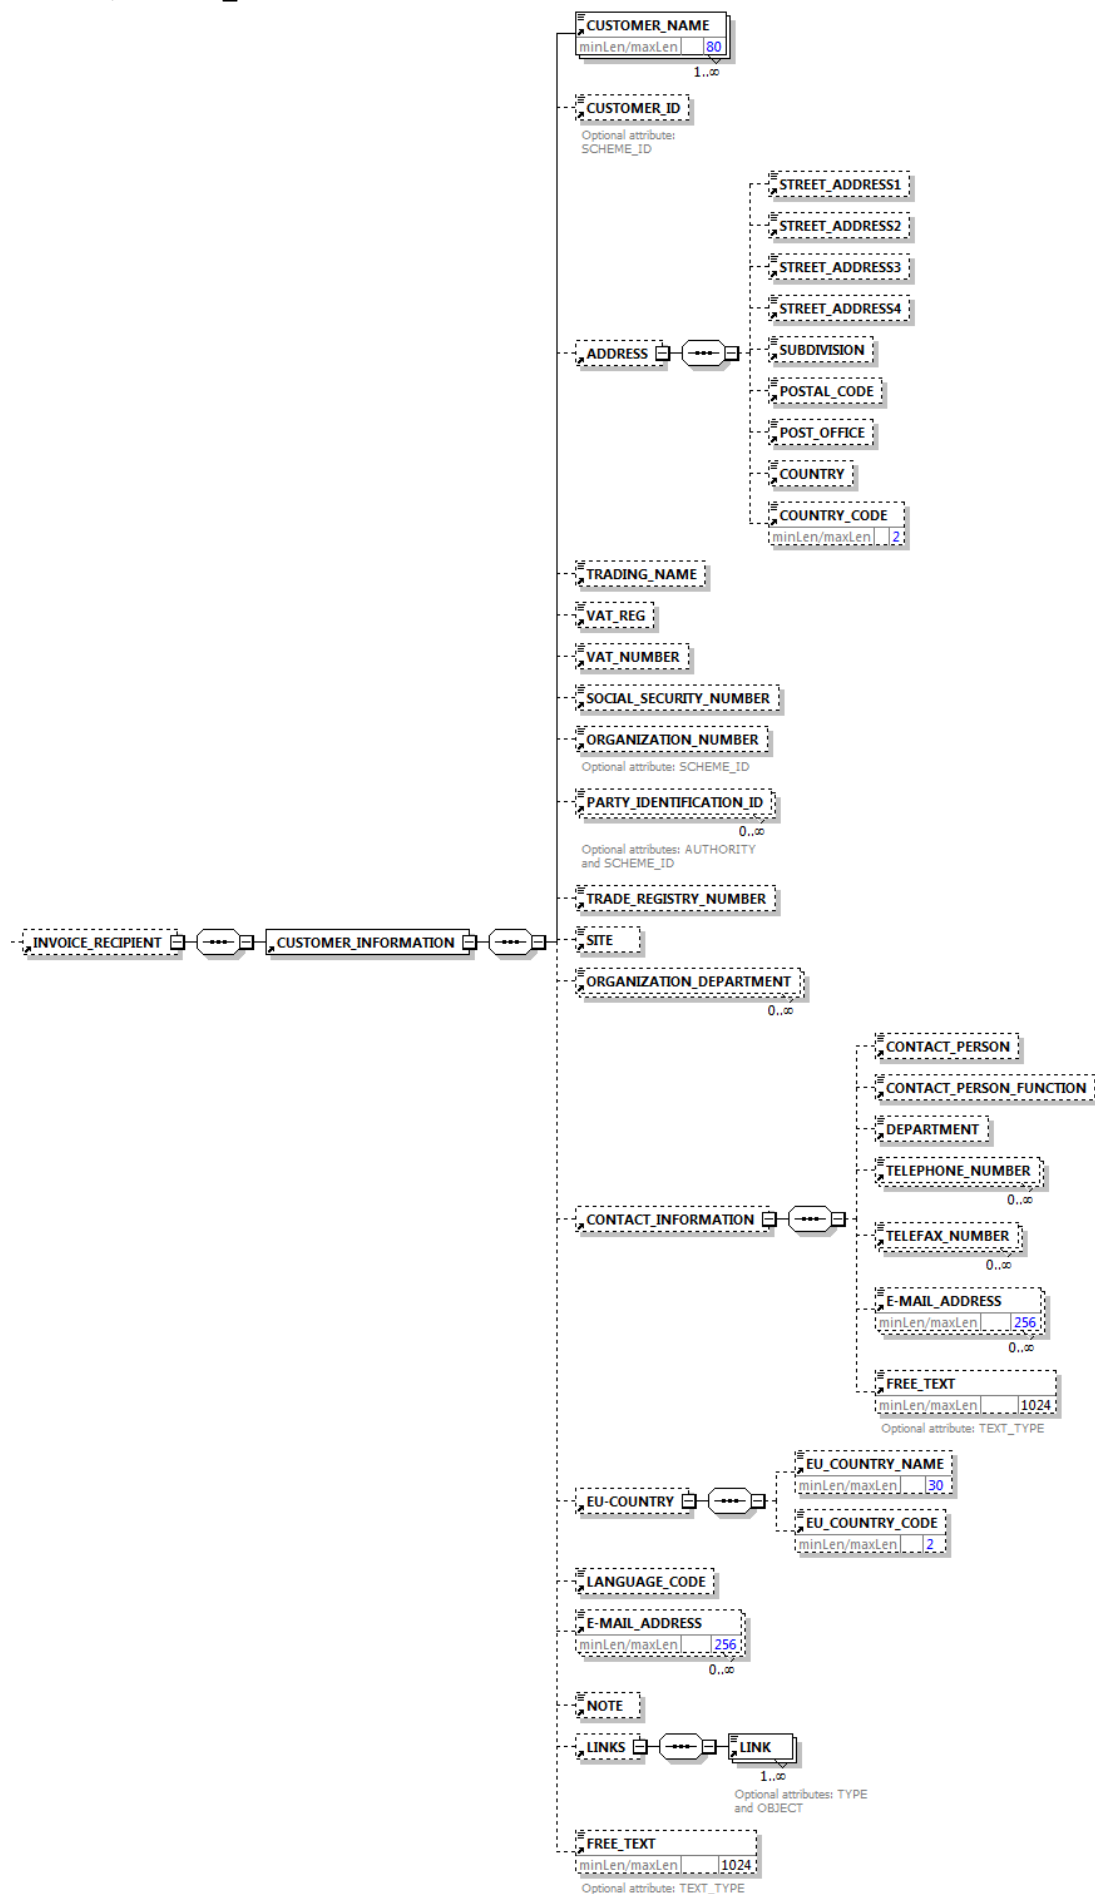 CUSTOMER_NAME
minLen/maxLen 80
1..∞
CUSTOMER_ID
Optional attribute:
SCHEME_ID
STREET_ADDRESS1
STREET_ADDRESS2
STREET_ADDRESS3
STREET_ADDRESS4
ADDRESS
SUBDIVISION
POSTAL_CODE
POST_OFFICE
COUNTRY
COUNTRY_CODE
minLen/maxLen 2
TRADING_NAME
VAT_REG
VAT_NUMBER
SOCIAL_SECURITY_NUMBER
ORGANIZATION_NUMBER
Optional attribute: SCHEME_ID
PARTY_IDENTIFICATION_ID
0..∞
Optional attributes: AUTHORITY
and SCHEME_ID
TRADE_REGISTRY_NUMBER
INVOICE_RECIPIENT CUSTOMER_INFORMATION SITE
ORGANIZATION_DEPARTMENT
0..∞
CONTACT_PERSON
CONTACT_PERSON_FUNCTION
DEPARTMENT
TELEPHONE_NUMBER
0..∞
CONTACT_INFORMATION
TELEFAX_NUMBER
0..∞
E-MAIL_ADDRESS
minLen/maxLen 256
0..∞
FREE_TEXT
minLen/maxLen 1024
Optional attribute: TEXT_TYPE
EU_COUNTRY_NAME
minLen/maxLen 30
EU-COUNTRY
EU_COUNTRY_CODE
minLen/maxLen 2
LANGUAGE_CODE
E-MAIL_ADDRESS
minLen/maxLen 256
0..∞
NOTE
LINKS LINK
1..∞
Optional attributes: TYPE
and OBJECT
FREE_TEXT
minLen/maxLen 1024
Optional attribute: TEXT_TYPE